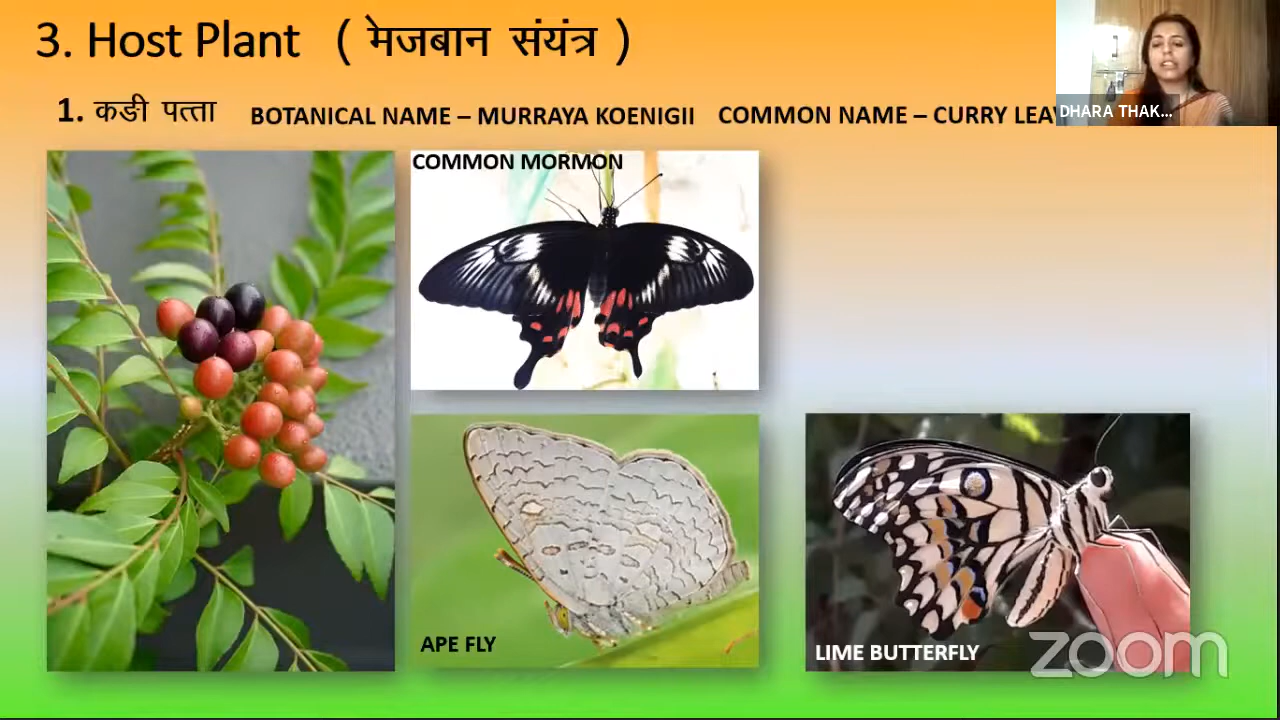 3. Host Plant ( मेजबान संयंत्र )
1. कडी पत्ता BOTANICAL NAME – MURRAYA KOENIGII COMMON NAME – CURRY LEAV
DHARA THAK...
COMMON MORMON
APE FLY
LIME BUTTERFLY
zoom